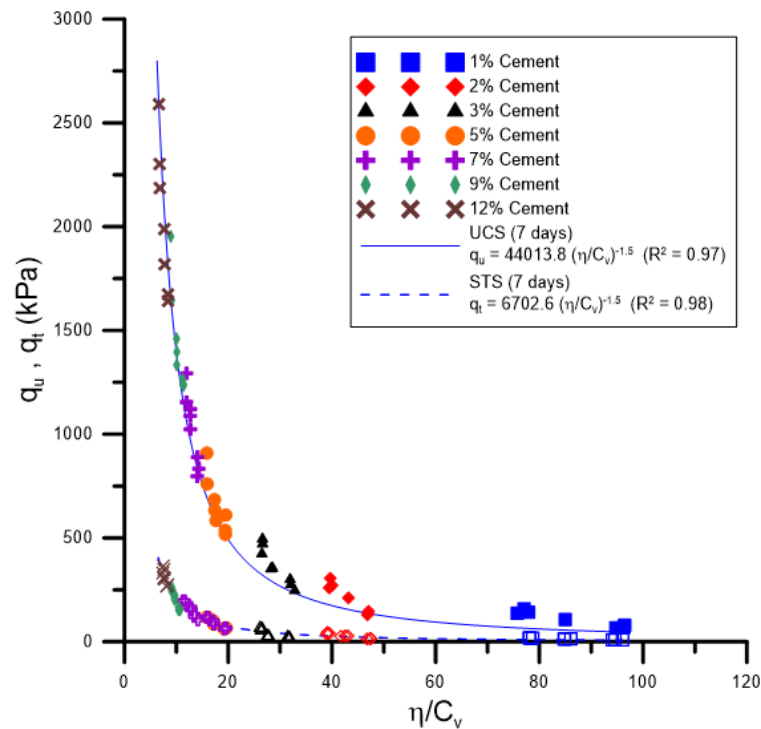 3000
2500
2000
1500
1000
500
0
q_u , q_t (kPa)
0 20 40 60 80 100 120
η/C_v
1% Cement
2% Cement
3% Cement
5% Cement
7% Cement
9% Cement
12% Cement
UCS (7 days)
q_u = 44013.8 (η/C_v)^-1.5 (R² = 0.97)
STS (7 days)
q_t = 6702.6 (η/C_v)^-1.5 (R² = 0.98)